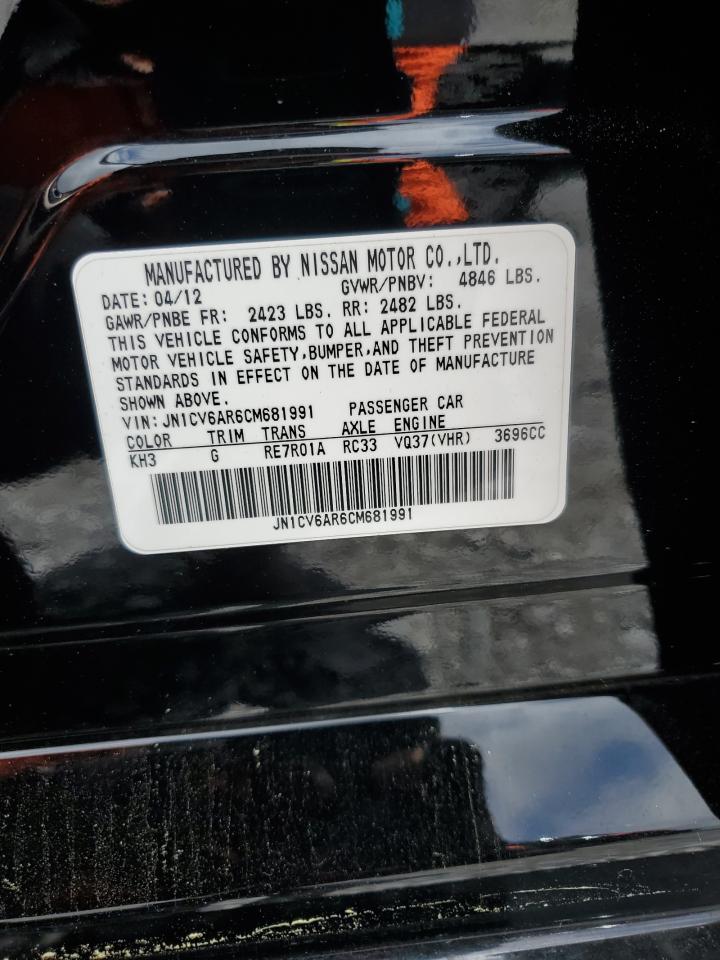 MANUFACTURED BY NISSAN MOTOR CO.,LTD.
DATE: 04/12 GVWR/PNBV: 4846 LBS.
GAWR/PNBE FR: 2423 LBS. RR: 2482 LBS.
THIS VEHICLE CONFORMS TO ALL APPLICABLE FEDERAL
MOTOR VEHICLE SAFETY,BUMPER,AND THEFT PREVENTION
STANDARDS IN EFFECT ON THE DATE OF MANUFACTURE
SHOWN ABOVE.
VIN: JN1CV6AR6CM681991 PASSENGER CAR
COLOR TRIM TRANS AXLE ENGINE
KH3 G RE7R01A RC33 VQ37(VHR) 3696CC
JN1CV6AR6CM681991